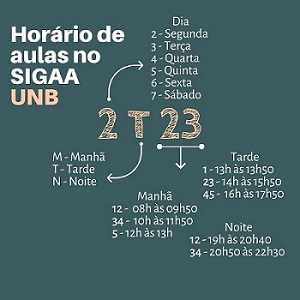 Horário de
aulas no
SIGAA
UNB
Dia
2 - Segunda
3 - Terça
4 - Quarta
5 - Quinta
6 - Sexta
7 - Sábado
2 T 23
M - Manhã
T - Tarde
N - Noite
Manhã
12 - 08h às 09h50
34 - 10h às 11h50
5 - 12h às 13h
Tarde
1 - 13h às 13h50
23 - 14h às 15h50
45 - 16h às 17h50
Noite
12 - 19h às 20h40
34 - 20h50 às 22h30